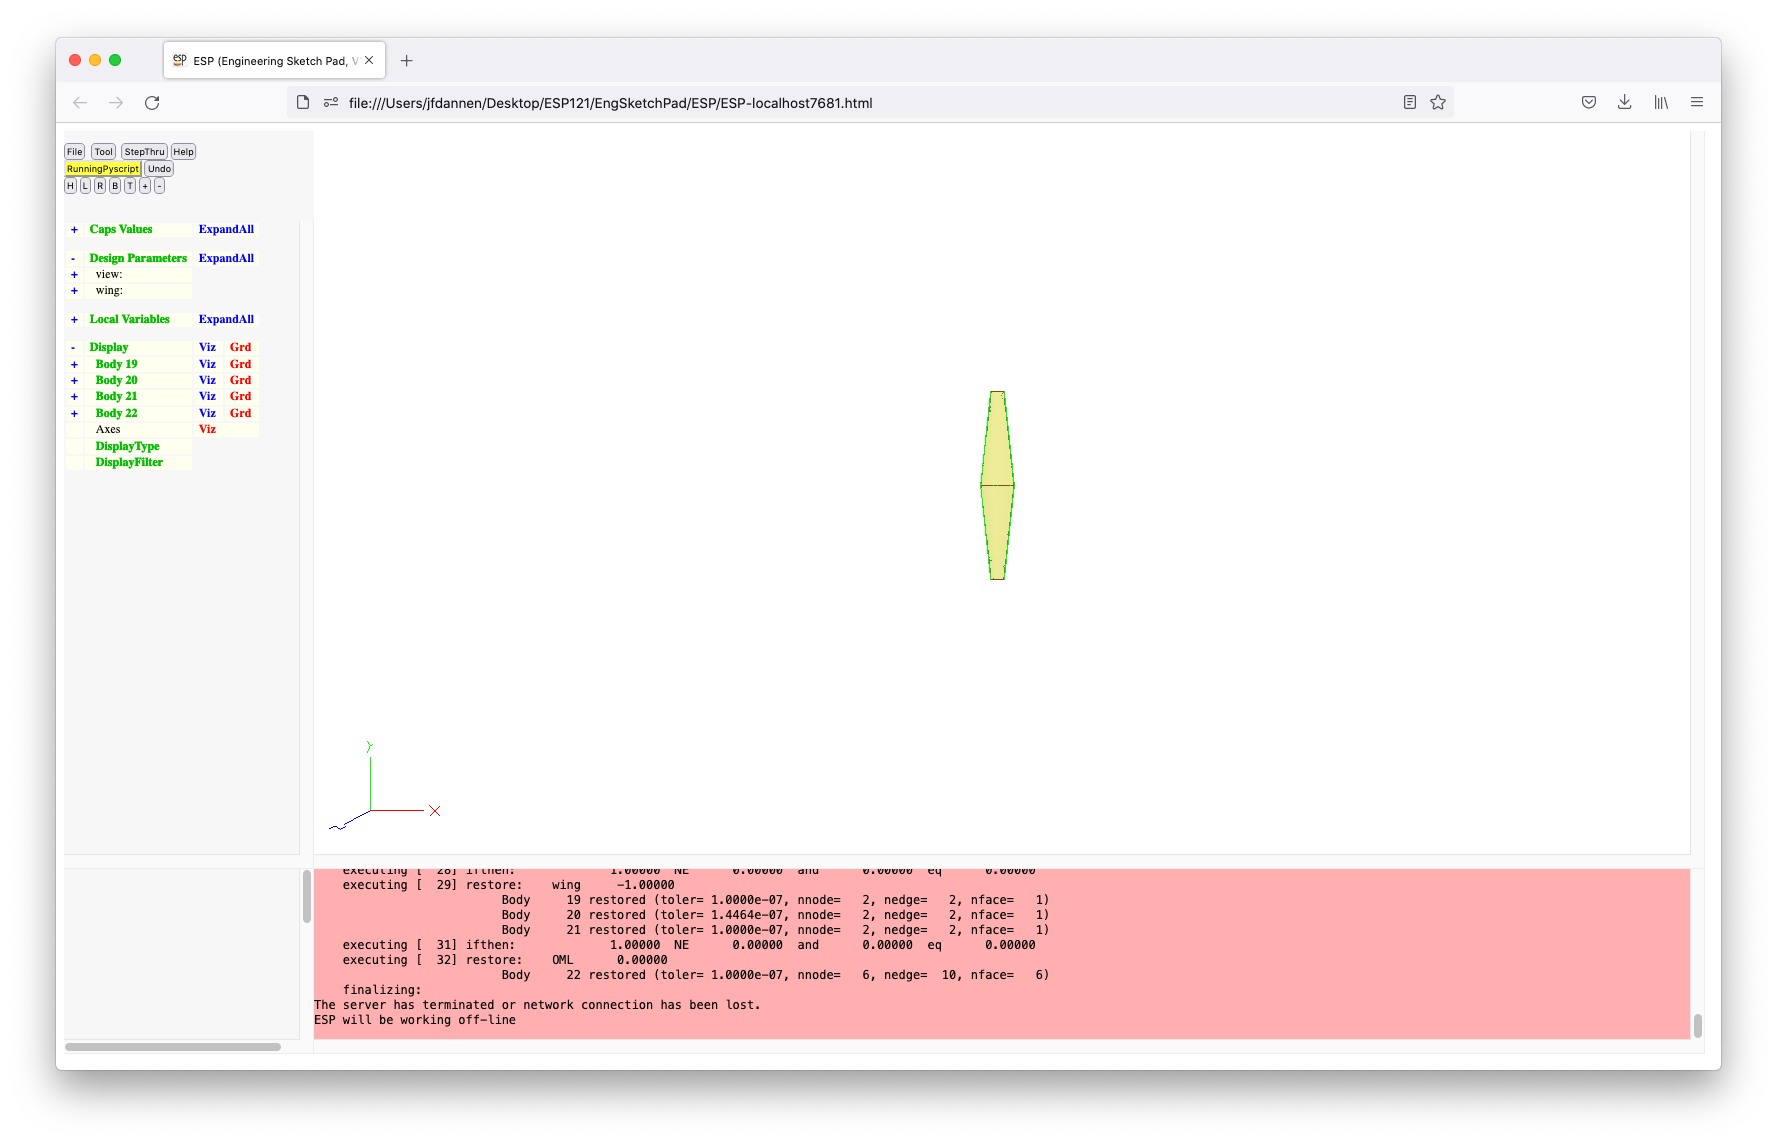 esp ESP (Engineering Sketch Pad, V
file:///Users/jfdannen/Desktop/ESP121/EngSketchPad/ESP/ESP-localhost7681.html
File Tool StepThru Help
RunningPyscript Undo
H L R B T + -
+ Caps Values ExpandAll
- Design Parameters ExpandAll
+ view:
+ wing:
+ Local Variables ExpandAll
- Display Viz Grd
+ Body 19 Viz Grd
+ Body 20 Viz Grd
+ Body 21 Viz Grd
+ Body 22 Viz Grd
Axes Viz
DisplayType
DisplayFilter
Y
X
Z
executing [ 28] ifthen: 1.00000 NE 0.00000 and 0.00000 eq 0.00000
executing [ 29] restore: wing -1.00000
Body 19 restored (toler= 1.0000e-07, nnode= 2, nedge= 2, nface= 1)
Body 20 restored (toler= 1.4464e-07, nnode= 2, nedge= 2, nface= 1)
Body 21 restored (toler= 1.0000e-07, nnode= 2, nedge= 2, nface= 1)
executing [ 31] ifthen: 1.00000 NE 0.00000 and 0.00000 eq 0.00000
executing [ 32] restore: OML 0.00000
Body 22 restored (toler= 1.0000e-07, nnode= 6, nedge= 10, nface= 6)
finalizing:
The server has terminated or network connection has been lost.
ESP will be working off-line